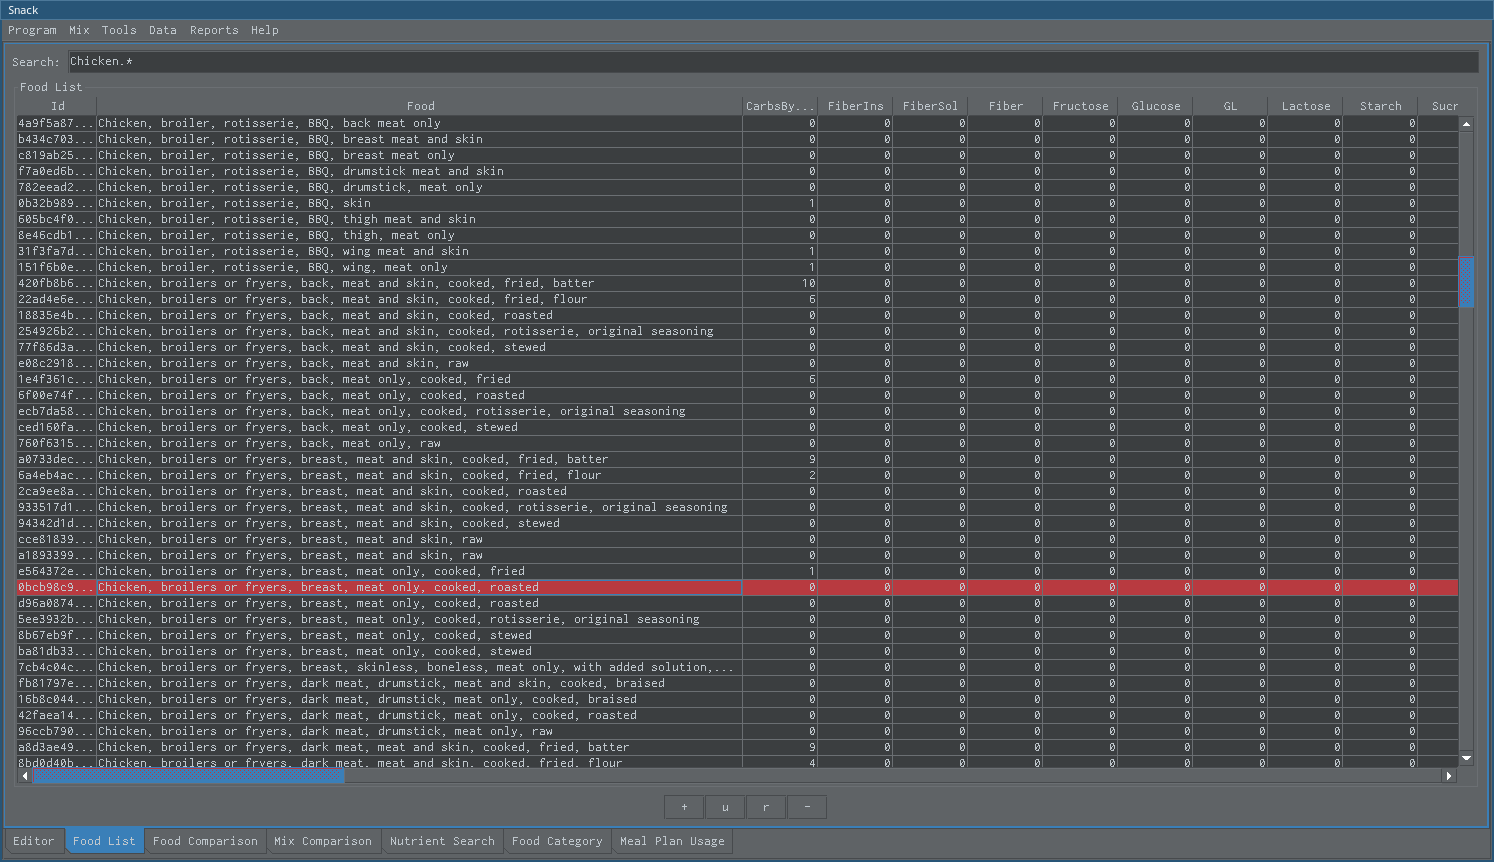 Snack
Program Mix Tools Data Reports Help
Search: Chicken.*
Food List
Id Food CarbsBy... FiberIns FiberSol Fiber Fructose Glucose GL Lactose Starch Sucr
4a9f5a87... Chicken, broiler, rotisserie, BBQ, back meat only 0 0 0 0 0 0 0 0 0
b434c703... Chicken, broiler, rotisserie, BBQ, breast meat and skin 0 0 0 0 0 0 0 0 0
c819ab25... Chicken, broiler, rotisserie, BBQ, breast meat only 0 0 0 0 0 0 0 0 0
f7a0ed6b... Chicken, broiler, rotisserie, BBQ, drumstick meat and skin 0 0 0 0 0 0 0 0 0
782eead2... Chicken, broiler, rotisserie, BBQ, drumstick, meat only 0 0 0 0 0 0 0 0 0
0b32b989... Chicken, broiler, rotisserie, BBQ, skin 1 0 0 0 0 0 0 0 0
605bc4f0... Chicken, broiler, rotisserie, BBQ, thigh meat and skin 0 0 0 0 0 0 0 0 0
8e46cdb1... Chicken, broiler, rotisserie, BBQ, thigh, meat only 0 0 0 0 0 0 0 0 0
31f3fa7d... Chicken, broiler, rotisserie, BBQ, wing meat and skin 1 0 0 0 0 0 0 0 0
151f6b0e... Chicken, broiler, rotisserie, BBQ, wing, meat only 1 0 0 0 0 0 0 0 0
420fb8b6... Chicken, broilers or fryers, back, meat and skin, cooked, fried, batter 10 0 0 0 0 0 0 0 0
22ad4e6e... Chicken, broilers or fryers, back, meat and skin, cooked, fried, flour 6 0 0 0 0 0 0 0 0
18835e4b... Chicken, broilers or fryers, back, meat and skin, cooked, roasted 0 0 0 0 0 0 0 0 0
254926b2... Chicken, broilers or fryers, back, meat and skin, cooked, rotisserie, original seasoning 0 0 0 0 0 0 0 0 0
77f86d3a... Chicken, broilers or fryers, back, meat and skin, cooked, stewed 0 0 0 0 0 0 0 0 0
e08c2918... Chicken, broilers or fryers, back, meat and skin, raw 0 0 0 0 0 0 0 0 0
1e4f361c... Chicken, broilers or fryers, back, meat only, cooked, fried 6 0 0 0 0 0 0 0 0
6f00e74f... Chicken, broilers or fryers, back, meat only, cooked, roasted 0 0 0 0 0 0 0 0 0
ecb7da58... Chicken, broilers or fryers, back, meat only, cooked, rotisserie, original seasoning 0 0 0 0 0 0 0 0 0
ced160fa... Chicken, broilers or fryers, back, meat only, cooked, stewed 0 0 0 0 0 0 0 0 0
760f6315... Chicken, broilers or fryers, back, meat only, raw 0 0 0 0 0 0 0 0 0
a0733dec... Chicken, broilers or fryers, breast, meat and skin, cooked, fried, batter 9 0 0 0 0 0 0 0 0
6a4eb4ac... Chicken, broilers or fryers, breast, meat and skin, cooked, fried, flour 2 0 0 0 0 0 0 0 0
2ca9ee8a... Chicken, broilers or fryers, breast, meat and skin, cooked, roasted 0 0 0 0 0 0 0 0 0
933517d1... Chicken, broilers or fryers, breast, meat and skin, cooked, rotisserie, original seasoning 0 0 0 0 0 0 0 0 0
94342d1d... Chicken, broilers or fryers, breast, meat and skin, cooked, stewed 0 0 0 0 0 0 0 0 0
cce81839... Chicken, broilers or fryers, breast, meat and skin, raw 0 0 0 0 0 0 0 0 0
a1893399... Chicken, broilers or fryers, breast, meat and skin, raw 0 0 0 0 0 0 0 0 0
e564372e... Chicken, broilers or fryers, breast, meat only, cooked, fried 1 0 0 0 0 0 0 0 0
0bcb98c9... Chicken, broilers or fryers, breast, meat only, cooked, roasted 0 0 0 0 0 0 0 0 0
d96a0874... Chicken, broilers or fryers, breast, meat only, cooked, roasted 0 0 0 0 0 0 0 0 0
5ee3932b... Chicken, broilers or fryers, breast, meat only, cooked, rotisserie, original seasoning 0 0 0 0 0 0 0 0 0
8b67eb9f... Chicken, broilers or fryers, breast, meat only, cooked, stewed 0 0 0 0 0 0 0 0 0
ba81db33... Chicken, broilers or fryers, breast, meat only, cooked, stewed 0 0 0 0 0 0 0 0 0
7cb4c04c... Chicken, broilers or fryers, breast, skinless, boneless, meat only, with added solution,... 0 0 0 0 0 0 0 0 0
fb81797e... Chicken, broilers or fryers, dark meat, drumstick, meat and skin, cooked, braised 0 0 0 0 0 0 0 0 0
16b8c044... Chicken, broilers or fryers, dark meat, drumstick, meat only, cooked, braised 0 0 0 0 0 0 0 0 0
42faea14... Chicken, broilers or fryers, dark meat, drumstick, meat only, cooked, roasted 0 0 0 0 0 0 0 0 0
96ccb790... Chicken, broilers or fryers, dark meat, drumstick, meat only, raw 0 0 0 0 0 0 0 0 0
a8d3ae49... Chicken, broilers or fryers, dark meat, meat and skin, cooked, fried, batter 9 0 0 0 0 0 0 0 0
8bd0d40b... Chicken, broilers or fryers, dark meat, meat and skin, cooked, fried, flour 4 0 0 0 0 0 0 0 0
+ u r -
Editor Food List Food Comparison Mix Comparison Nutrient Search Food Category Meal Plan Usage